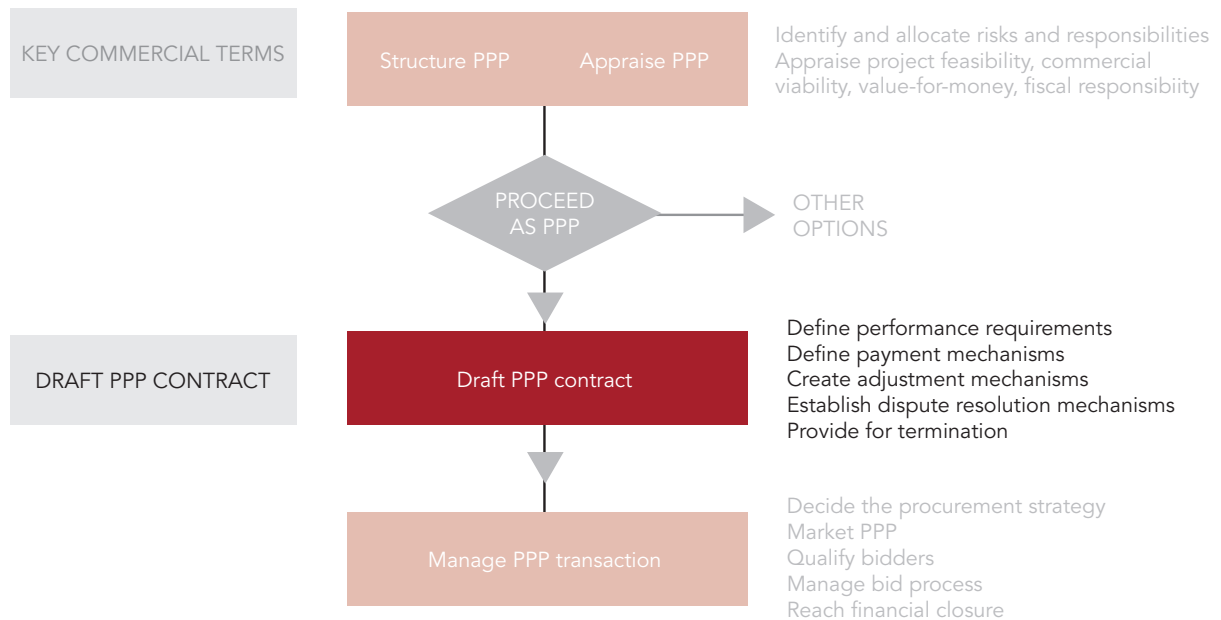 KEY COMMERCIAL TERMS
Structure PPP
Appraise PPP
Identify and allocate risks and responsibilities
Appraise project feasibility, commercial
viability, value-for-money, fiscal responsibiity
PROCEED
AS PPP
OTHER
OPTIONS
DRAFT PPP CONTRACT
Draft PPP contract
Define performance requirements
Define payment mechanisms
Create adjustment mechanisms
Establish dispute resolution mechanisms
Provide for termination
Manage PPP transaction
Decide the procurement strategy
Market PPP
Qualify bidders
Manage bid process
Reach financial closure